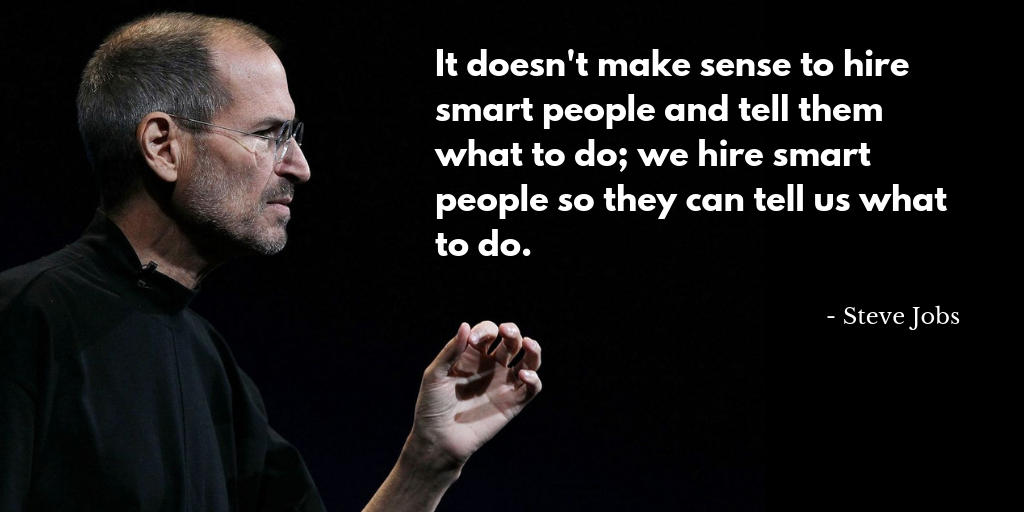 It doesn't make sense to hire
smart people and tell them
what to do; we hire smart
people so they can tell us what
to do.
- Steve Jobs